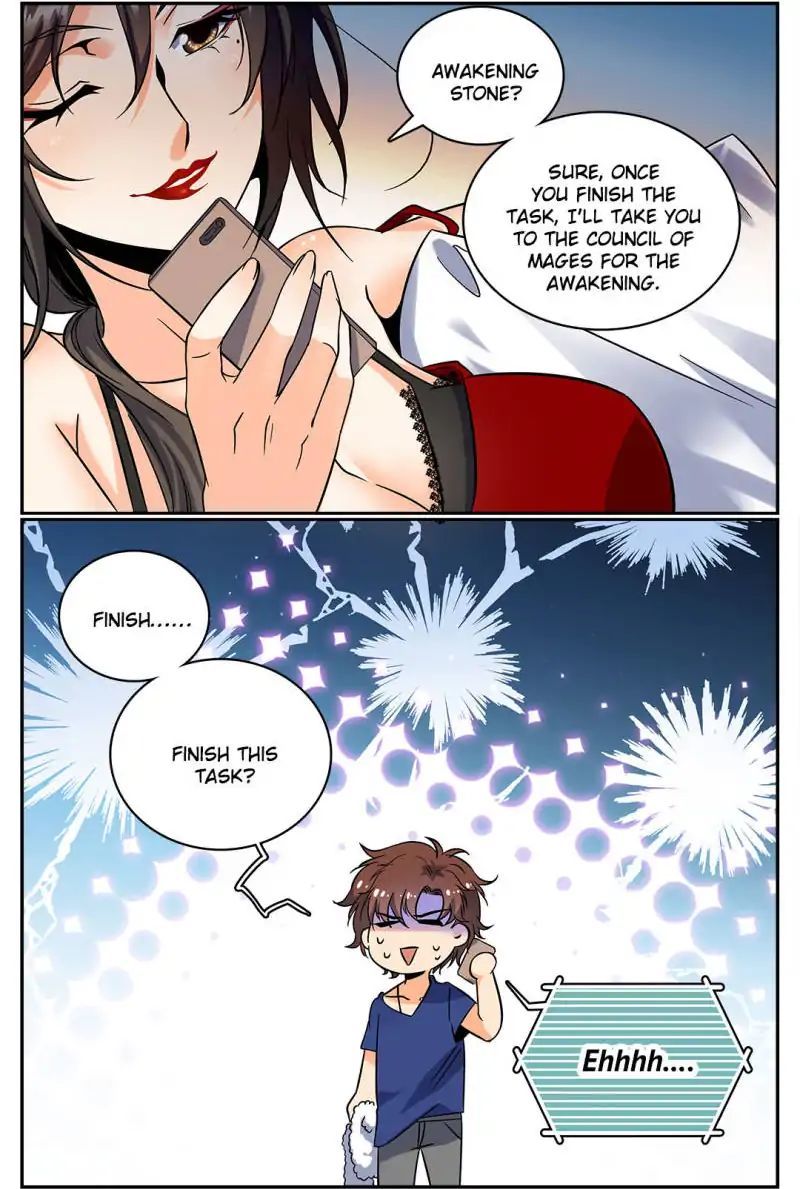 AWAKENING
STONE?
SURE, ONCE
YOU FINISH THE
TASK, I'LL TAKE YOU
TO THE COUNCIL OF
MAGES FOR THE
AWAKENING.
FINISH......
FINISH THIS
TASK?
Ehhhh....